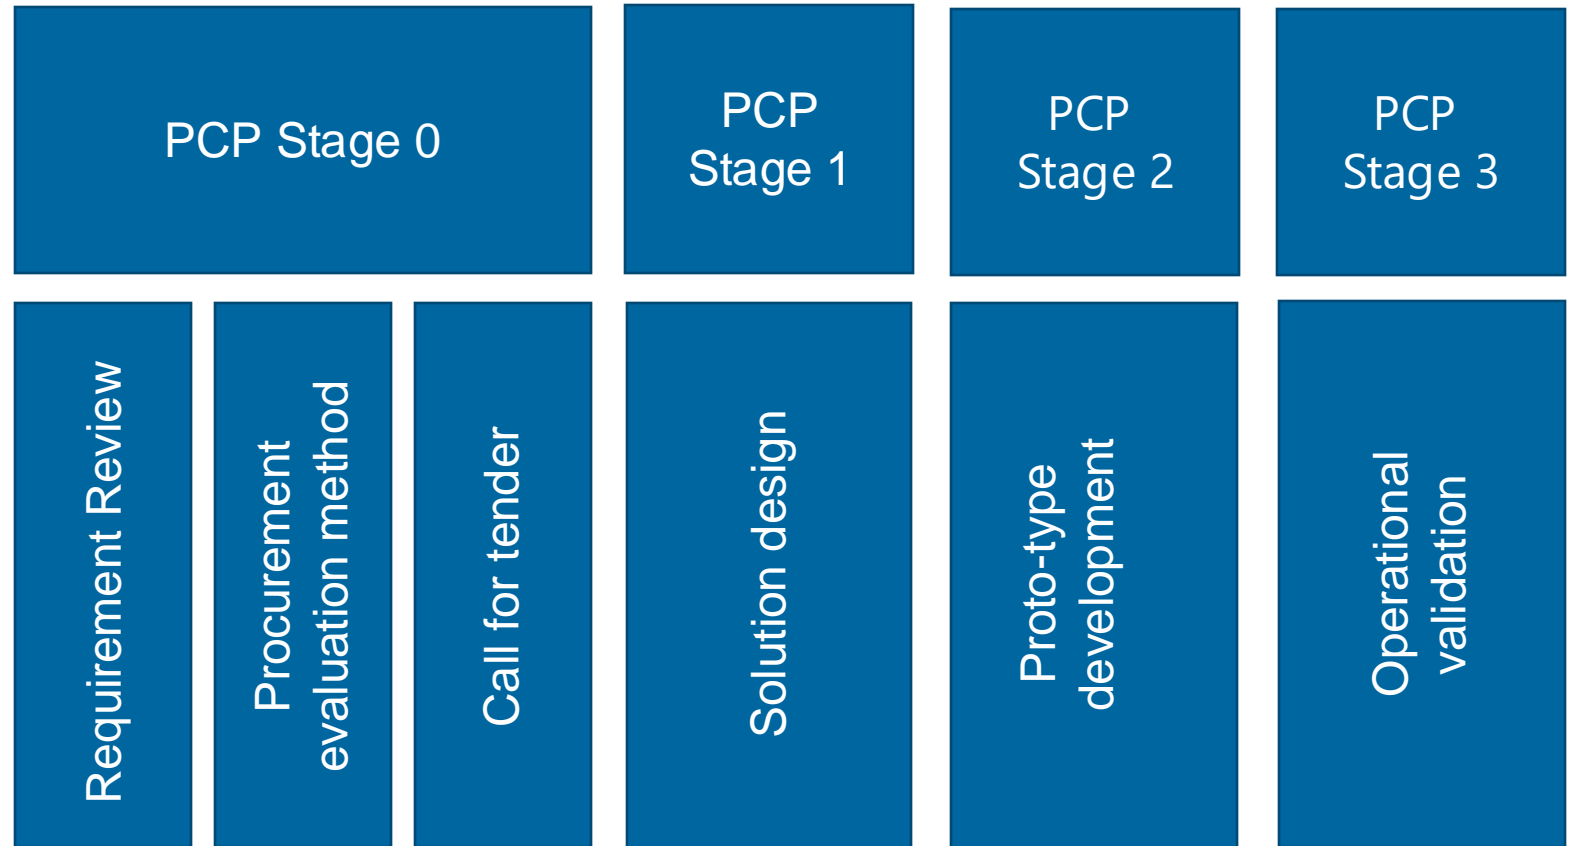 PCP Stage 0
PCP
Stage 1
PCP
Stage 2
PCP
Stage 3
Requirement Review
Procurement
evaluation method
Call for tender
Solution design
Proto-type
development
Operational
validation